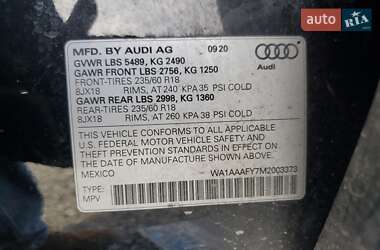 AUTO RIA.com
MFD. BY AUDI AG 0920
GVWR LBS 5489, KG 2490
GAWR FRONT LBS 2756, KG 1250
FRONT-TIRES 235/60 R18
8JX18 RIMS, AT 240 KPA 35 PSI COLD
GAWR REAR LBS 2998, KG 1360
REAR-TIRES 235/60 R18
8JX18 RIMS, AT 260 KPA 38 PSI COLD
Audi
THIS VEHICLE CONFORMS TO ALL APPLICABLE
U.S. FEDERAL MOTOR VEHICLE SAFETY AND
THEFT PREVENTION STANDARDS IN EFFECT ON THE
DATE OF MANUFACTURE SHOWN ABOVE
MEXICO WA1AAAFY7M2003373
TYPE:
MPV